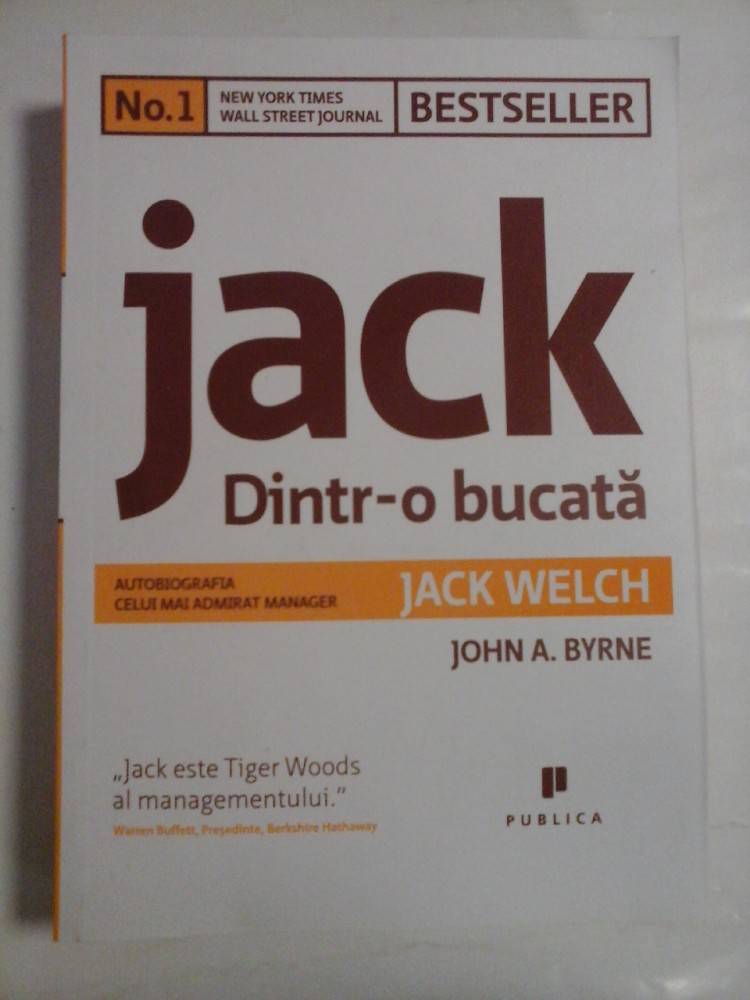 No.1
NEW YORK TIMES
WALL STREET JOURNAL
BESTSELLER
jack
Dintr-o bucată
AUTOBIOGRAFIA
CELUI MAI ADMIRAT MANAGER
JACK WELCH
JOHN A. BYRNE
„Jack este Tiger Woods
al managementului.”
Warren Buffett, Președinte, Berkshire Hathaway
PUBLICA